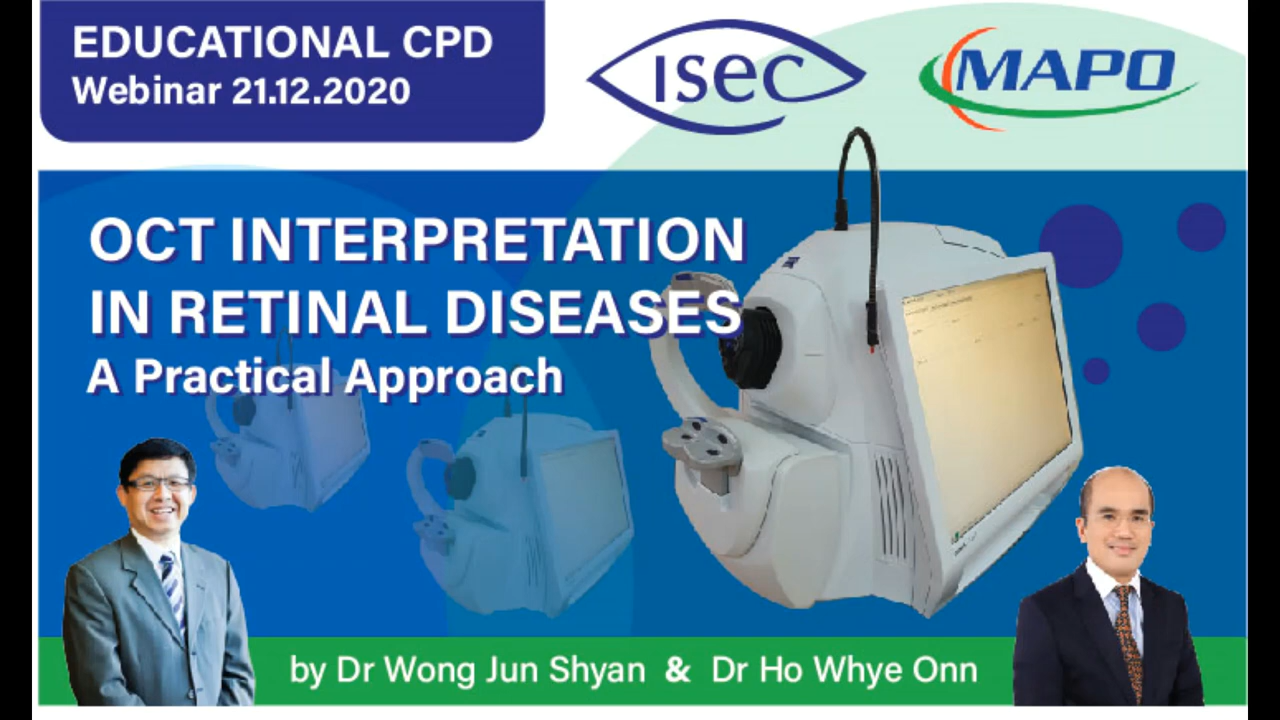 EDUCATIONAL CPD
Webinar 21.12.2020
ısec
MAPO
OCT INTERPRETATION
IN RETINAL DISEASES
A Practical Approach
by Dr Wong Jun Shyan & Dr Ho Whye Onn